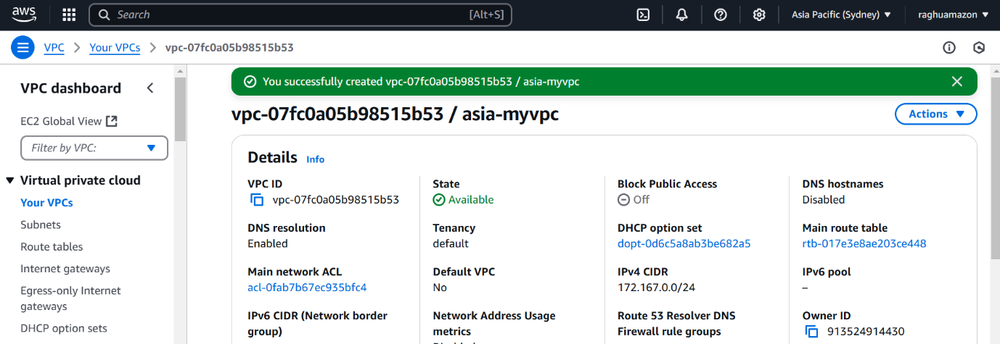 aws
Search [Alt+S]
Asia Pacific (Sydney) raghuamazon
VPC Your VPCs vpc-07fc0a05b98515b53
VPC dashboard
EC2 Global View
Filter by VPC:
Virtual private cloud
Your VPCs
Subnets
Route tables
Internet gateways
Egress-only Internet
gateways
DHCP option sets
You successfully created vpc-07fc0a05b98515b53 / asia-myvpc
vpc-07fc0a05b98515b53 / asia-myvpc
Actions
Details Info
VPC ID
vpc-07fc0a05b98515b53
State
Available
Block Public Access
Off
DNS hostnames
Disabled
DNS resolution
Enabled
Tenancy
default
DHCP option set
dopt-0d6c5a8ab3be682a5
Main route table
rtb-017e3e8ae203ce448
Main network ACL
acl-0fab7b67ec935bfc4
Default VPC
No
IPv4 CIDR
172.167.0.0/24
IPv6 pool
–
IPv6 CIDR (Network border
group)
Network Address Usage
metrics
Route 53 Resolver DNS
Firewall rule groups
Owner ID
913524914430